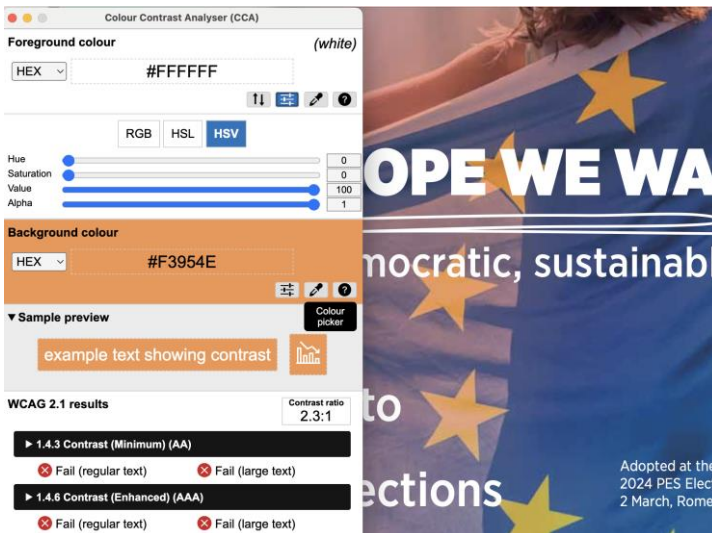 Colour Contrast Analyser (CCA)
Foreground colour
(white)
HEX
#FFFFFF
RGB
HSL
HSV
Hue
0
Saturation
0
Value
100
Alpha
1
Background colour
HEX
#F3954E
Colour
picker
▼ Sample preview
example text showing contrast
WCAG 2.1 results
Contrast ratio
2.3:1
▶ 1.4.3 Contrast (Minimum) (AA)
Fail (regular text)
Fail (large text)
▶ 1.4.6 Contrast (Enhanced) (AAA)
Fail (regular text)
Fail (large text)
OPE WE WA
mocratic, sustainabl
to
ections
Adopted at the
2024 PES Elect
2 March, Rome